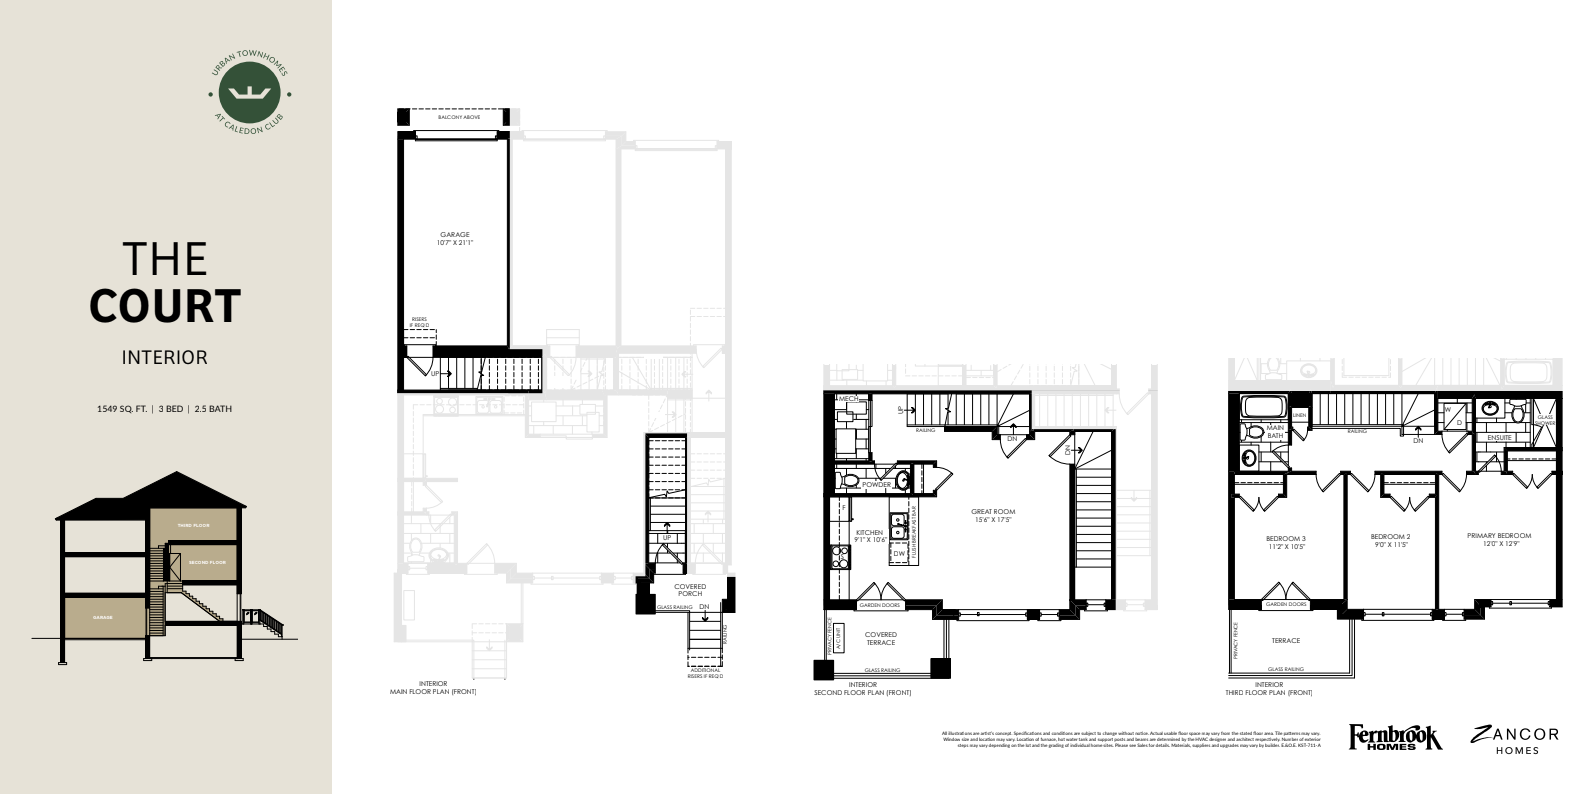 URBAN TOWNHOMES
AT CALEDON CLUB
THE
COURT
INTERIOR
1549 SQ. FT. | 3 BED | 2.5 BATH
THIRD FLOOR
SECOND FLOOR
GARAGE
BALCONY ABOVE
GARAGE
10'7" X 21'1"
RISERS
IF REQ'D
UP
UP
COVERED
PORCH
GLASS RAILING
DN
RAILING
ADDITIONAL
RISERS IF REQ'D
INTERIOR
MAIN FLOOR PLAN (FRONT)
MECH
UP
RAILING
DN
DN
POWDER
F
KITCHEN
9'1" X 10'6"
DW
FLUSH BREAKFAST BAR
GREAT ROOM
15'6" X 17'5"
GARDEN DOORS
PRIVACY FENCE
A/C UNIT
COVERED
TERRACE
GLASS RAILING
INTERIOR
SECOND FLOOR PLAN (FRONT)
LINEN
MAIN
BATH
RAILING
DN
W
D
ENSUITE
GLASS
SHOWER
BEDROOM 3
11'2" X 10'5"
BEDROOM 2
9'0" X 11'5"
PRIMARY BEDROOM
12'0" X 12'9"
GARDEN DOORS
PRIVACY FENCE
TERRACE
GLASS RAILING
INTERIOR
THIRD FLOOR PLAN (FRONT)
All illustrations are artist's concept. Specifications and conditions are subject to change without notice. Actual usable floor space may vary from the stated floor area. Tile patterns may vary.
Window size and location may vary. Location of furnace, hot water tank and support posts and beams are determined by the HVAC designer and architect respectively. Number of exterior
steps may vary depending on the lot and the grading of individual home sites. Please see Sales for details. Materials, suppliers and upgrades may vary by builder. E.&O.E. KST-711-A
Fernbrook
HOMES
ZANCOR
HOMES